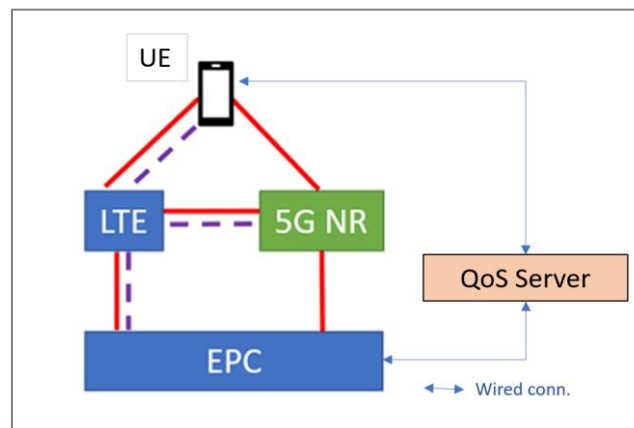 UE
LTE
5G NR
QoS Server
EPC
Wired conn.